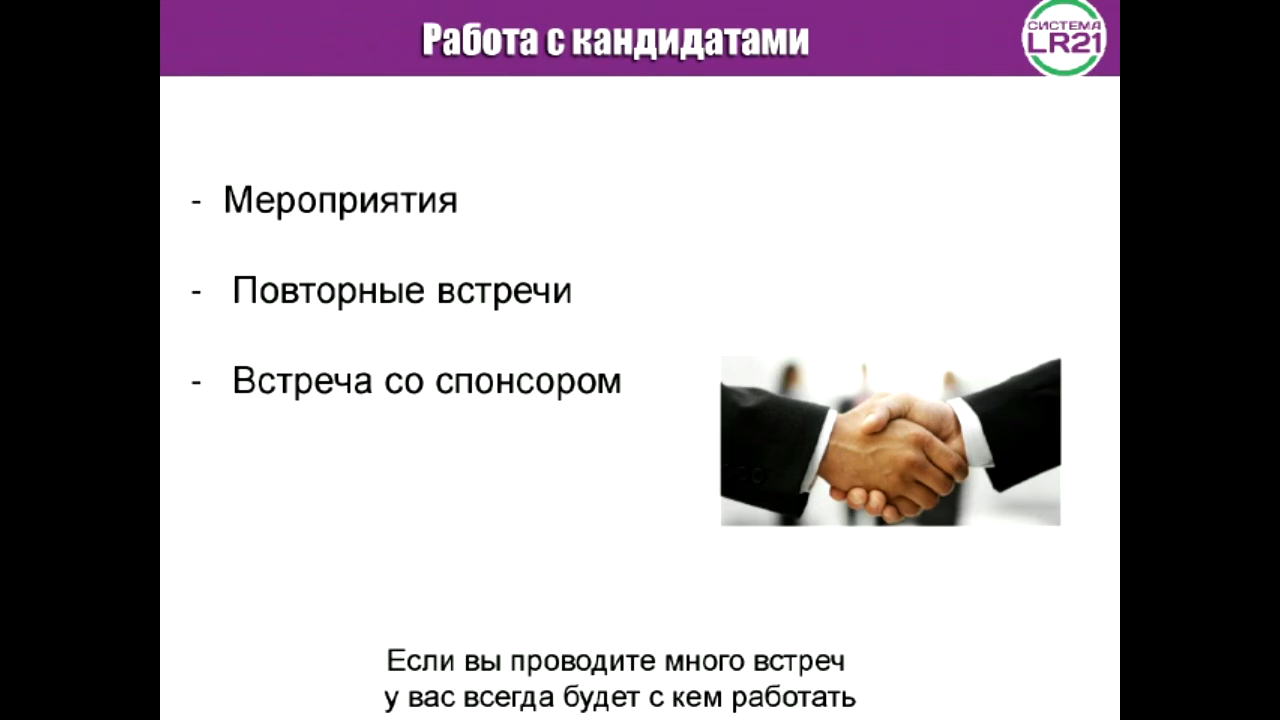 Работа с кандидатами
СИСТЕМА
LR21
- Мероприятия
- Повторные встречи
- Встреча со спонсором
Если вы проводите много встреч
у вас всегда будет с кем работать